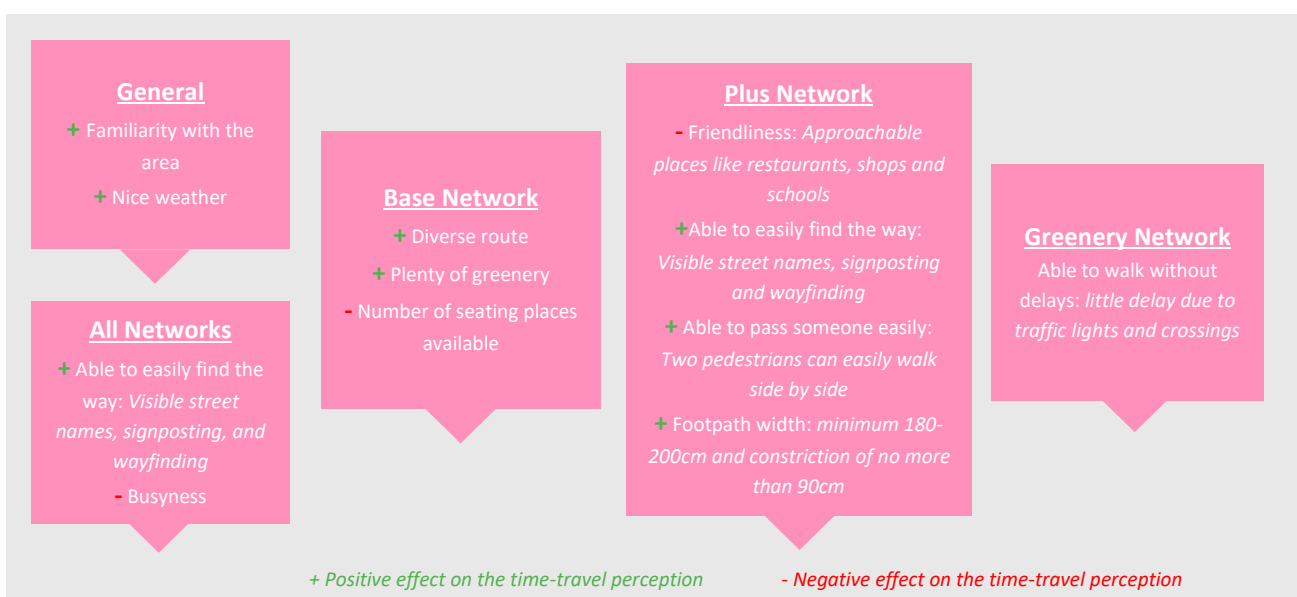 General
+ Familiarity with the
area
+ Nice weather
All Networks
+ Able to easily find the
way: Visible street
names, signposting, and
wayfinding
- Busyness
Base Network
+ Diverse route
+ Plenty of greenery
- Number of seating places
available
Plus Network
- Friendliness: Approachable
places like restaurants, shops and
schools
+Able to easily find the way:
Visible street names, signposting
and wayfinding
+ Able to pass someone easily:
Two pedestrians can easily walk
side by side
+ Footpath width: minimum 180-
200cm and constriction of no more
than 90cm
Greenery Network
Able to walk without
delays: little delay due to
traffic lights and crossings
+ Positive effect on the time-travel perception
- Negative effect on the time-travel perception